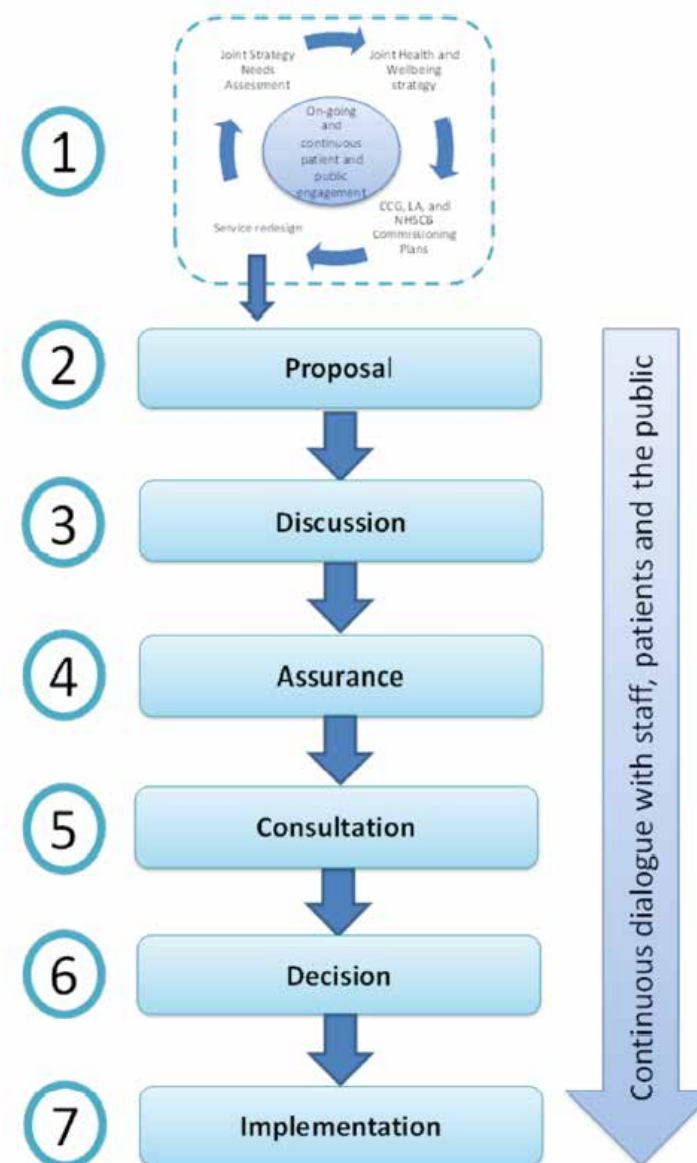 1
Joint Strategy
Needs
Assessment
Joint Health and
Wellbeing
strategy
On-going
and
continuous
patient and
public
engagement
Service redesign
CCG, LA, and
NHSCB
Commissioning
Plans
2
Proposal
3
Discussion
4
Assurance
5
Consultation
6
Decision
7
Implementation
Continuous dialogue with staff, patients and the public